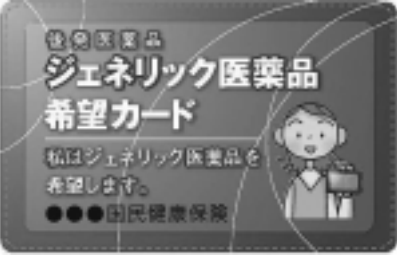 後発医薬品
ジェネリック医薬品
希望カード
私はジェネリック医薬品を
希望します。
●●●国民健康保険